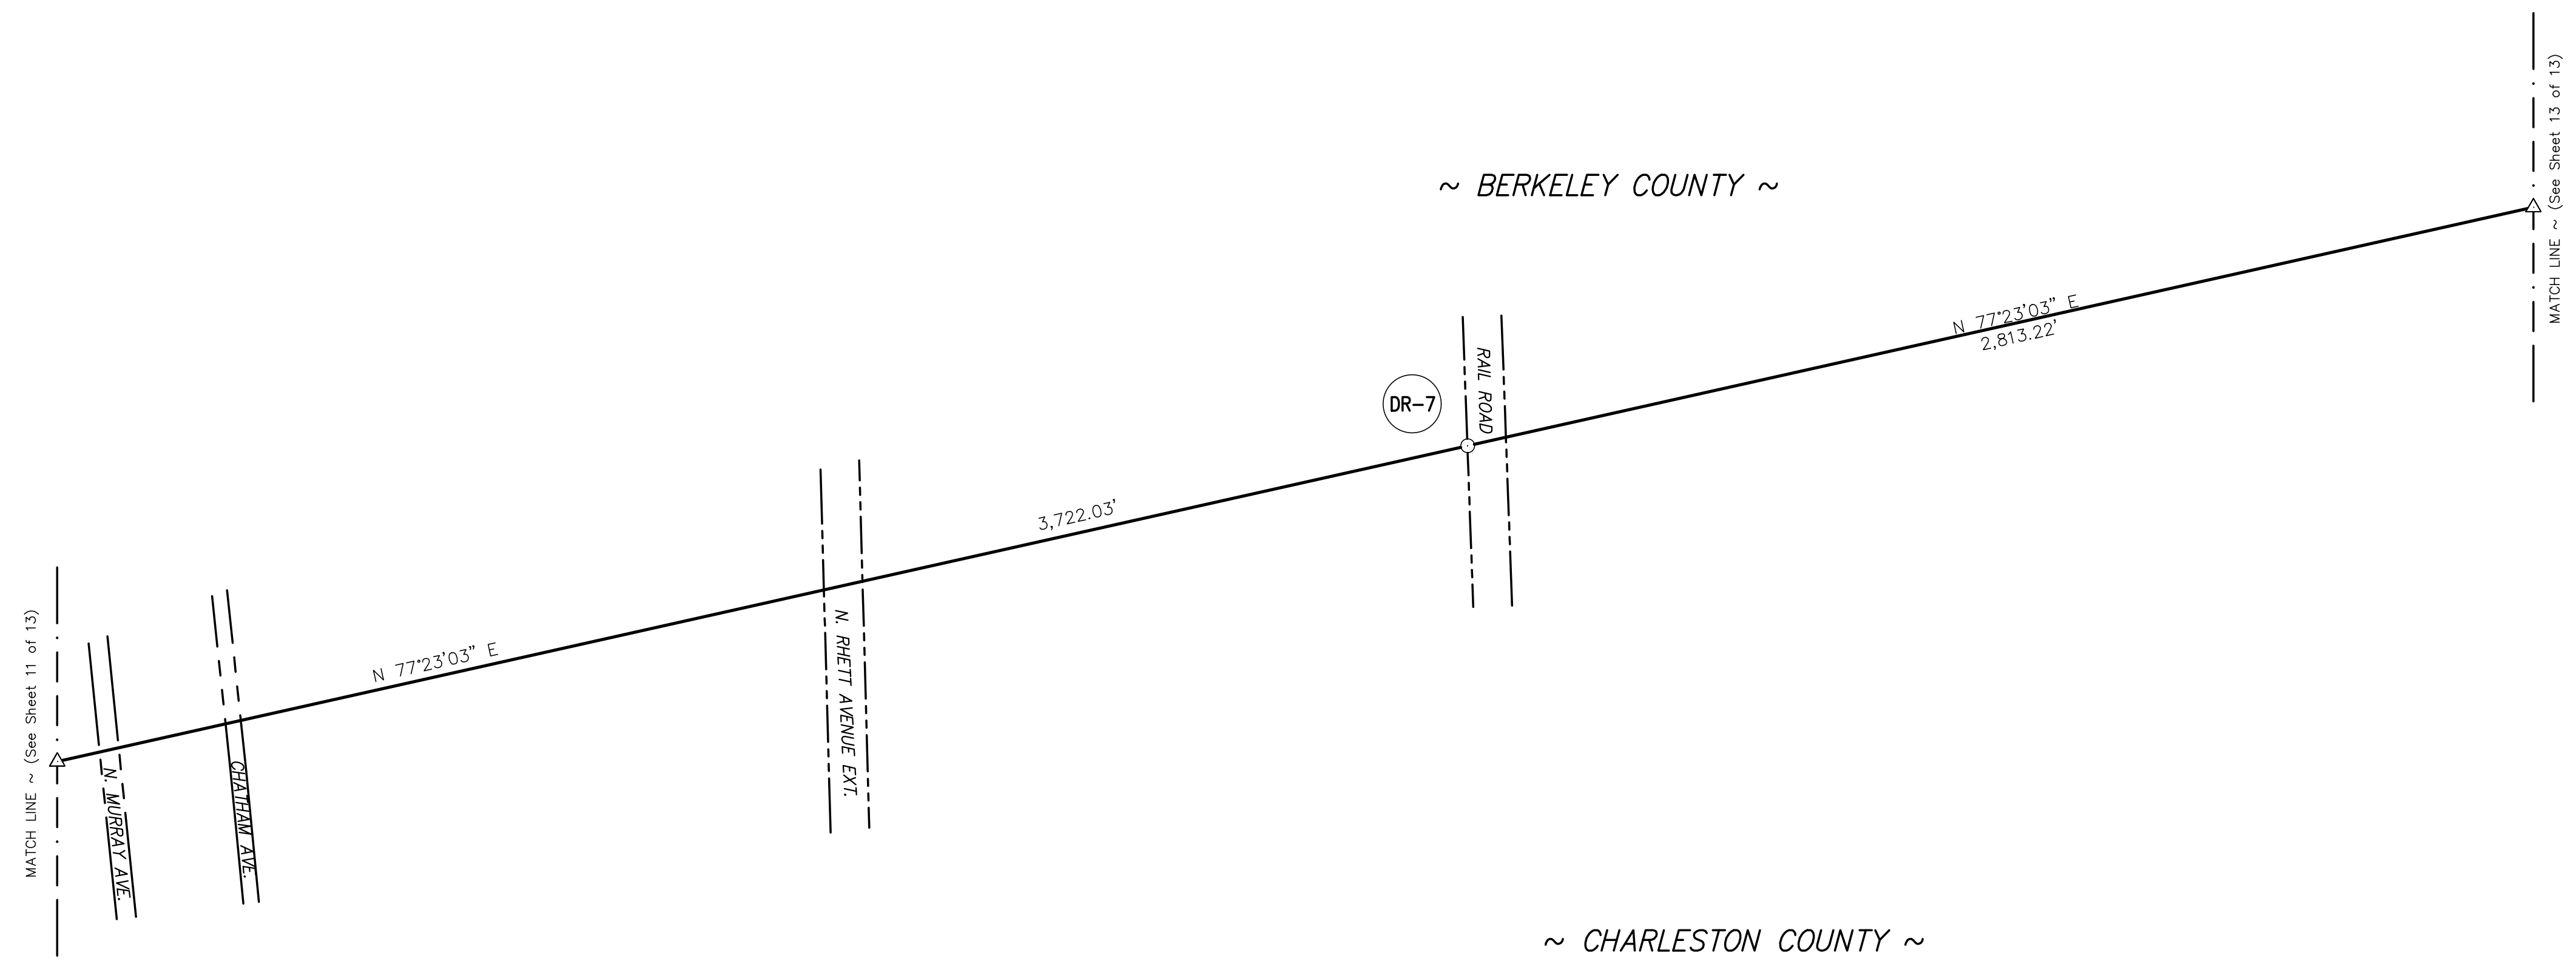 ~ BERKELEY COUNTY ~
MATCH LINE ~ (See Sheet 13 of 13)
N 77°23'03" E
2,813.22'
RAIL ROAD
DR-7
3,722.03'
N. RHETT AVENUE EXT.
N 77°23'03" E
MATCH LINE ~ (See Sheet 11 of 13)
N. MURRAY AVE.
CHATHAM AVE.
~ CHARLESTON COUNTY ~